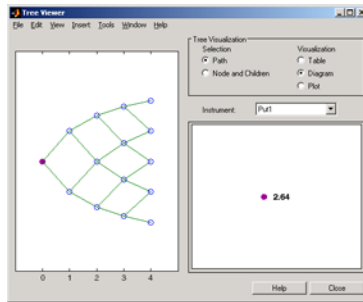 Tree Viewer
File Edit View Insert Tools Window Help
Tree Visualization
Selection
Visualization
Path
Table
Node and Children
Diagram
Plot
Instrument:
Put1
2.64
0 1 2 3 4
Help
Close